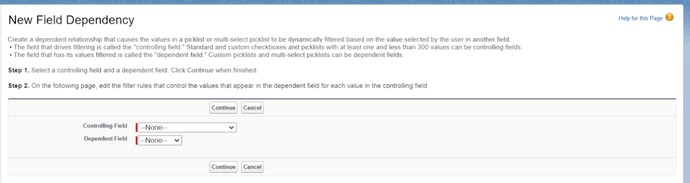 New Field Dependency
Help for this Page
Create a dependent relationship that causes the values in a picklist or multi-select picklist to be dynamically filtered based on the value selected by the user in another field.
• The field that drives filtering is called the "controlling field." Standard and custom checkboxes and picklists with at least one and less than 300 values can be controlling fields.
• The field that has its values filtered is called the "dependent field." Custom picklists and multi-select picklists can be dependent fields.
Step 1. Select a controlling field and a dependent field. Click Continue when finished.
Step 2. On the following page, edit the filter rules that control the values that appear in the dependent field for each value in the controlling field.
Continue Cancel
Controlling Field --None--
Dependent Field --None--
Continue Cancel